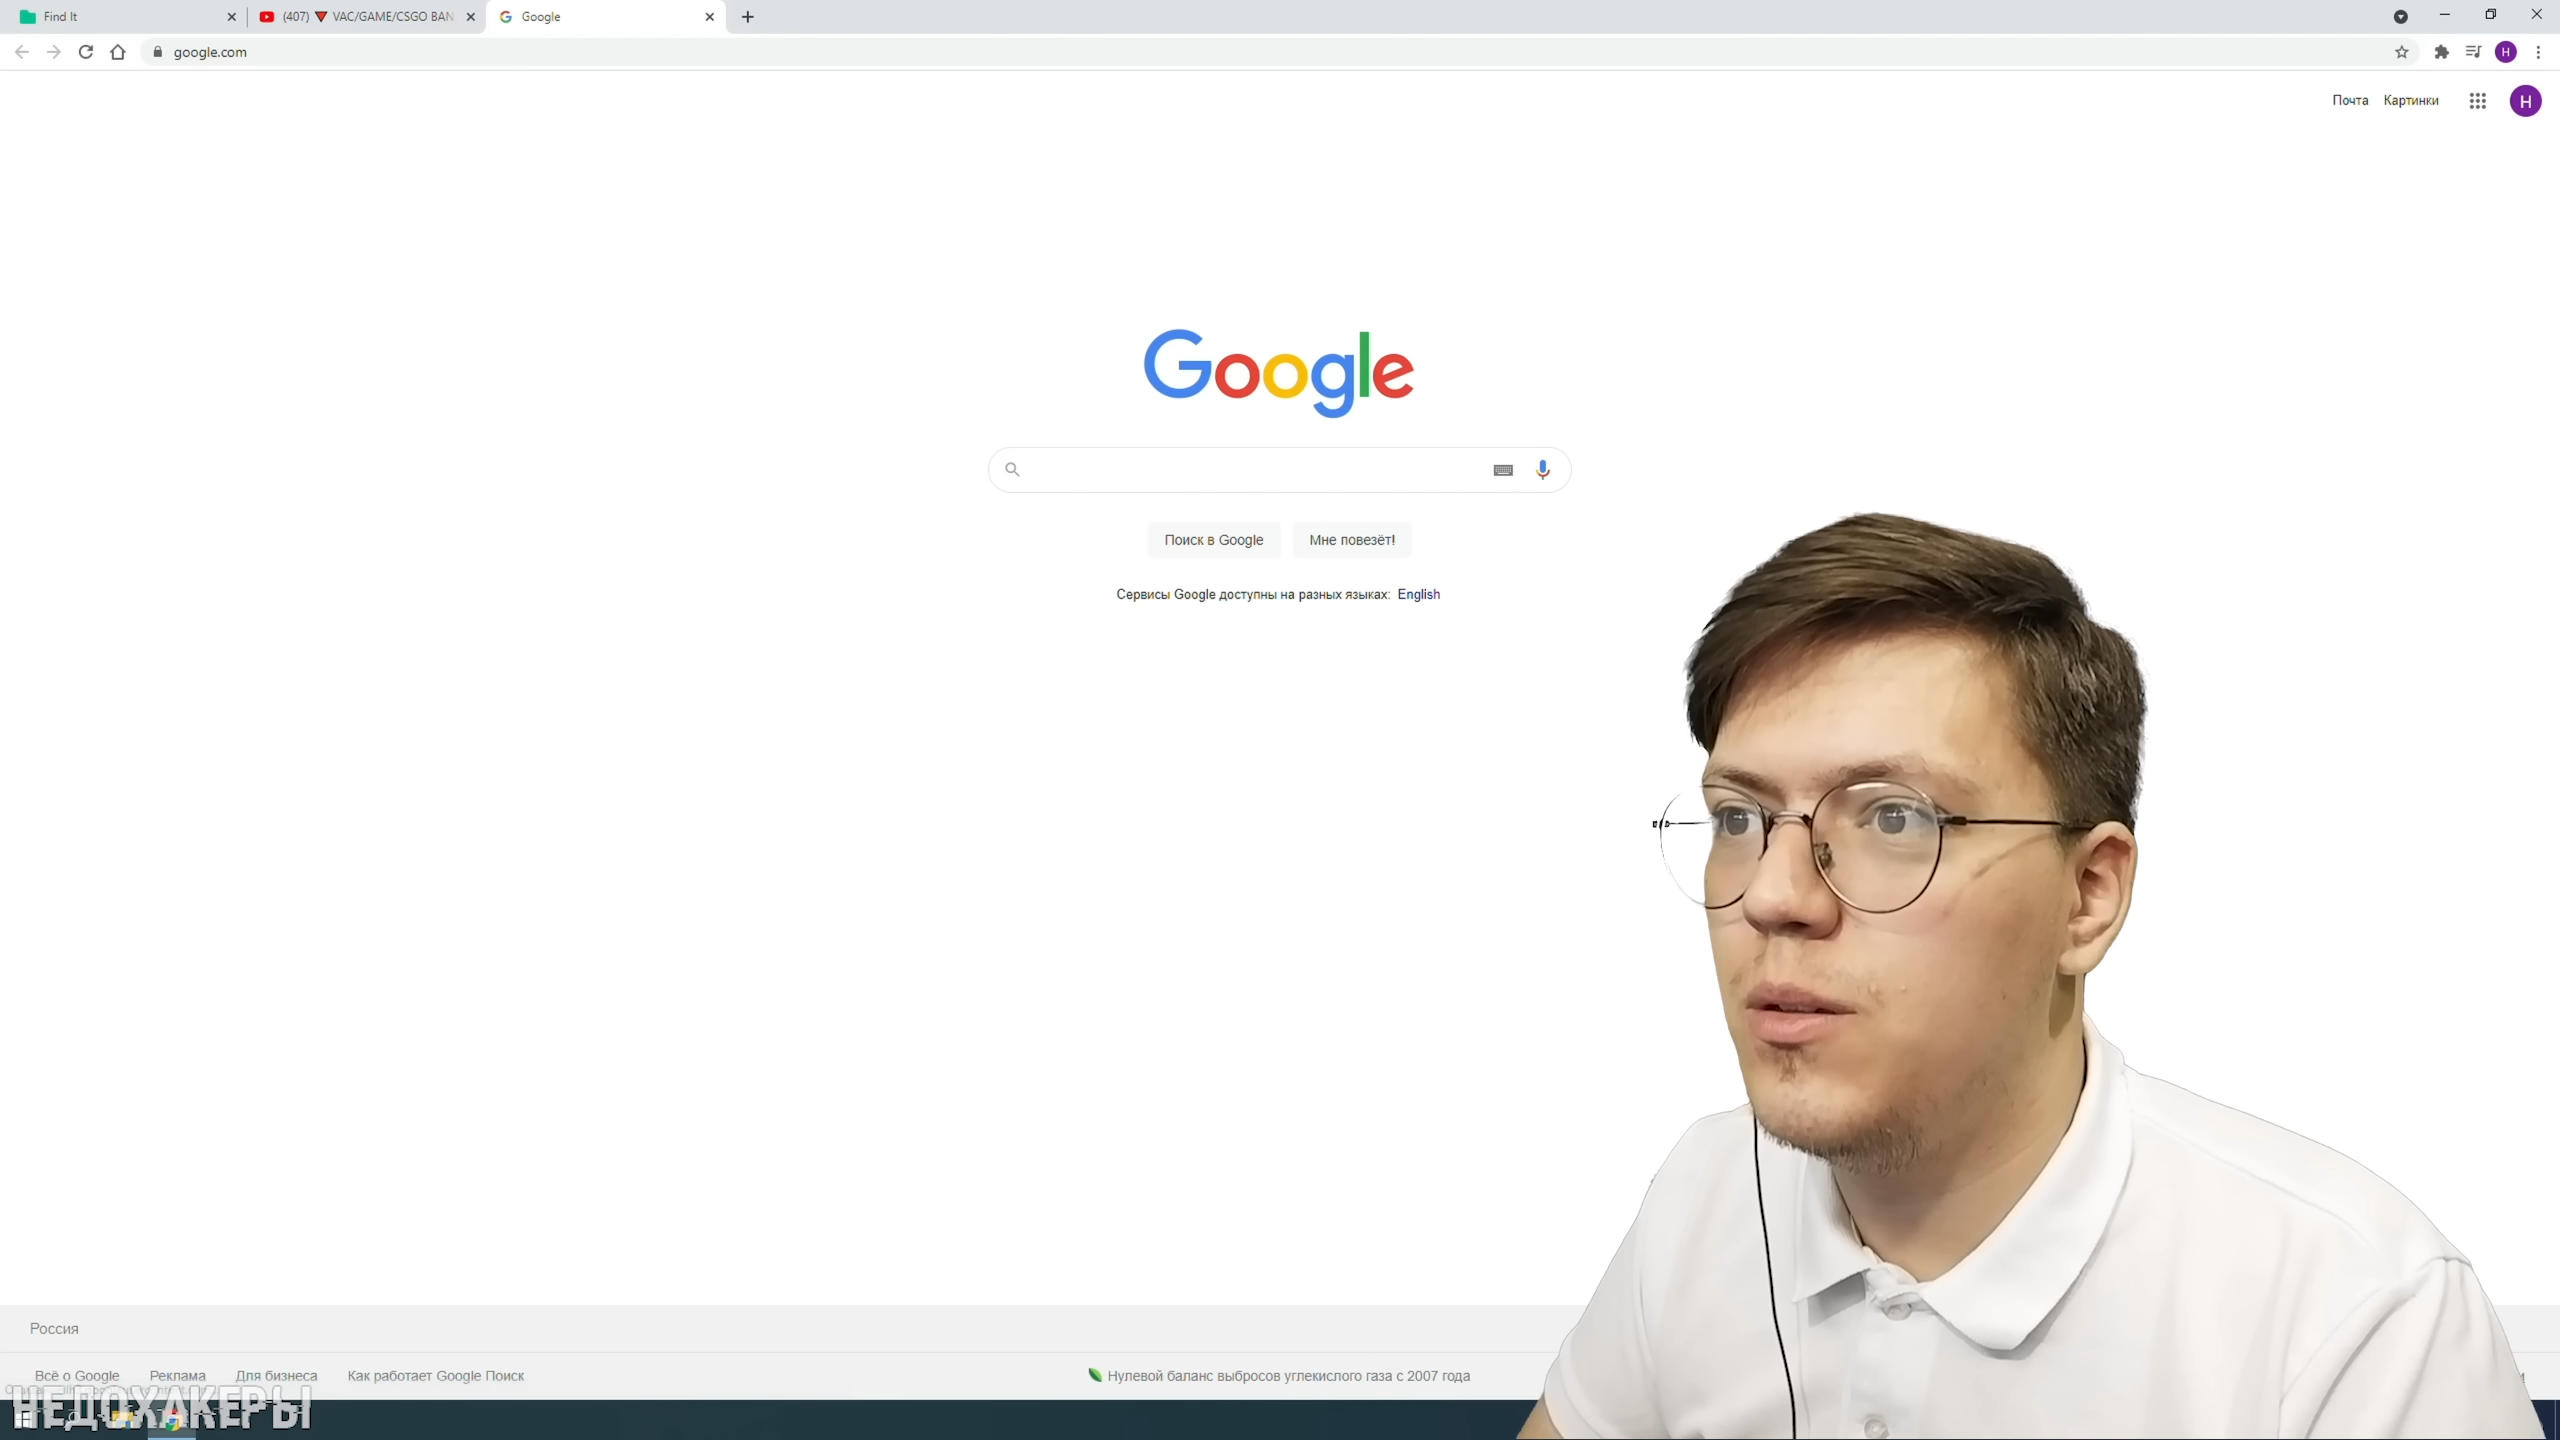 Find It
(407) VAC/GAME/CSGO BAN
Google
google.com
H
Почта Картинки
H
Google
Поиск в Google Мне повезёт!
Сервисы Google доступны на разных языках: English
Россия
Всё о Google Реклама Для бизнеса Как работает Google Поиск
Нулевой баланс выбросов углекислого газа с 2007 года
НЕДОХАКЕРЫ